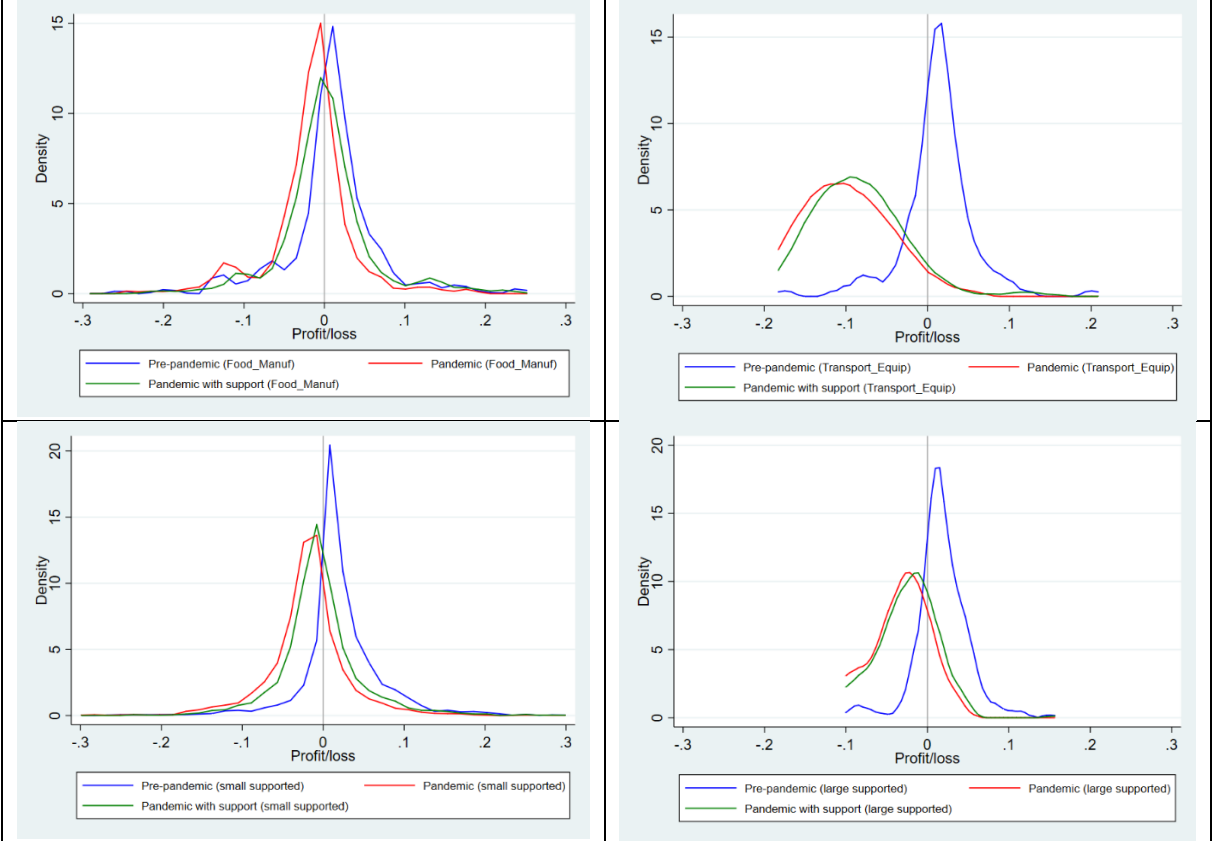 15
10
5
0
Density
-.3 -.2 -.1 0 .1 .2 .3
Profit/loss
Pre-pandemic (Food_Manuf) Pandemic (Food_Manuf)
Pandemic with support (Food_Manuf)
15
10
5
0
Density
-.3 -.2 -.1 0 .1 .2 .3
Profit/loss
Pre-pandemic (Transport_Equip) Pandemic (Transport_Equip)
Pandemic with support (Transport_Equip)
20
15
10
5
0
Density
-.3 -.2 -.1 0 .1 .2 .3
Profit/loss
Pre-pandemic (small supported) Pandemic (small supported)
Pandemic with support (small supported)
20
15
10
5
0
Density
-.3 -.2 -.1 0 .1 .2 .3
Profit/loss
Pre-pandemic (large supported) Pandemic (large supported)
Pandemic with support (large supported)